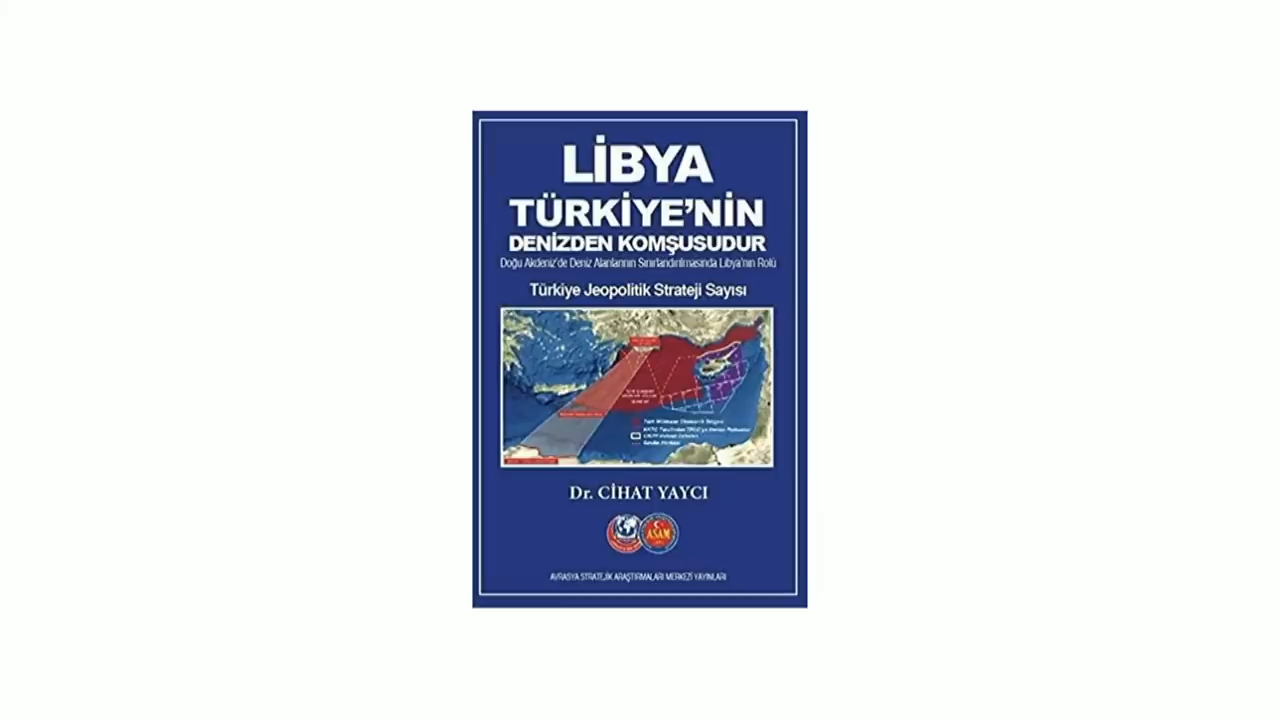 LİBYA
TÜRKİYE’NİN
DENİZDEN KOMŞUSUDUR
Doğu Akdeniz’de Deniz Alanlarının Sınırlandırılmasında Libya’nın Rolü
Türkiye Jeopolitik Strateji Sayısı
Dr. CİHAT YAYCI
ASAM
AVRASYA STRATEJİK ARAŞTIRMALARI MERKEZİ YAYINLARI